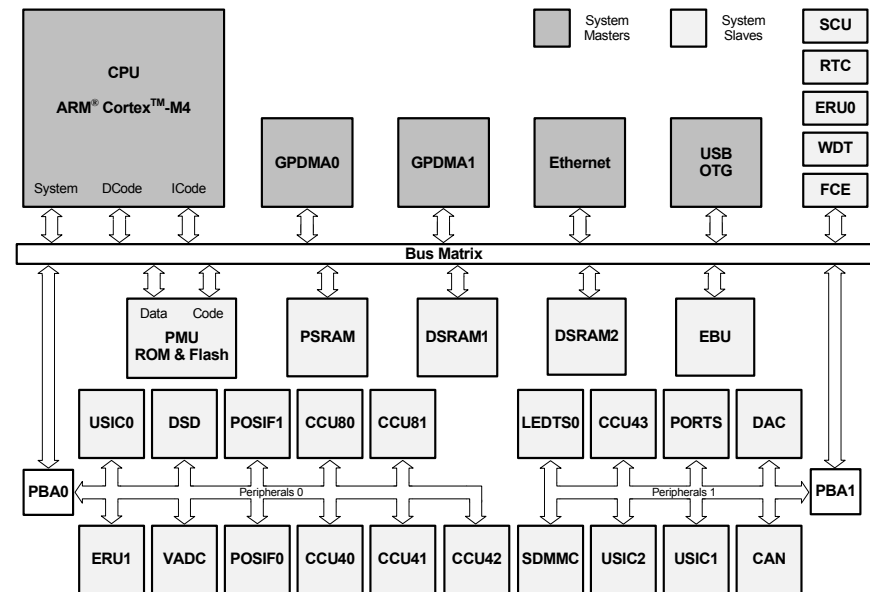 CPU
ARM® Cortex™-M4
System DCode ICode
GPDMA0
GPDMA1
Ethernet
USB
OTG
System
Masters
System
Slaves
SCU
RTC
ERU0
WDT
FCE
Bus Matrix
Data Code
PMU
ROM & Flash
PSRAM
DSRAM1
DSRAM2
EBU
USIC0
DSD
POSIF1
CCU80
CCU81
LEDTS0
CCU43
PORTS
DAC
PBA0
Peripherals 0
Peripherals 1
PBA1
ERU1
VADC
POSIF0
CCU40
CCU41
CCU42
SDMMC
USIC2
USIC1
CAN